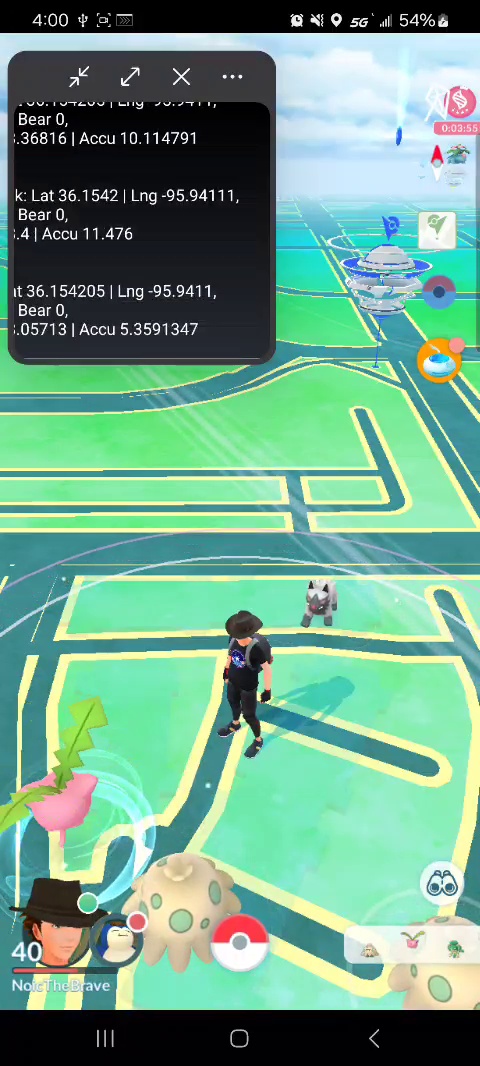 4:00
5G
54%
Bear 0,
.36816 | Accu 10.114791
k: Lat 36.1542 | Lng -95.94111,
Bear 0,
.4 | Accu 11.476
at 36.154205 | Lng -95.9411,
Bear 0,
.05713 | Accu 5.3591347
0:03:55
40
NoicTheBrave